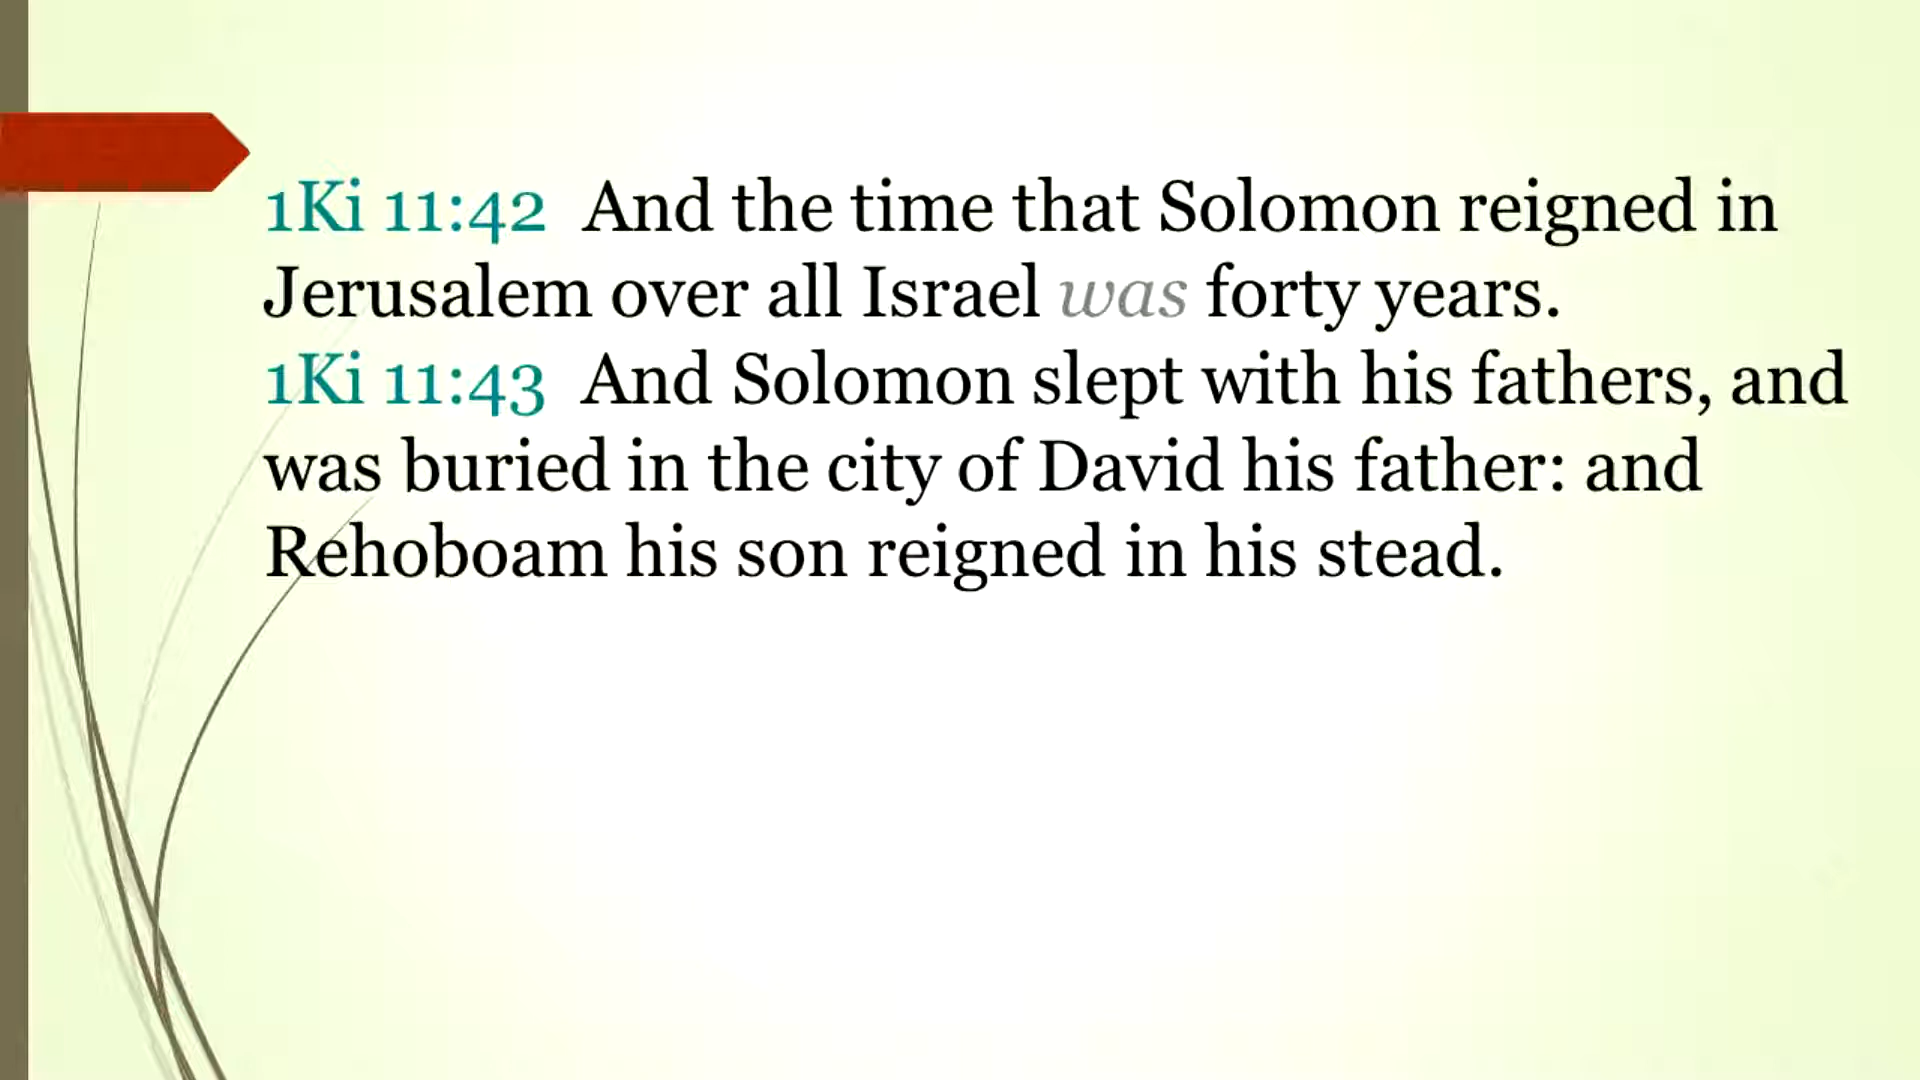 1Ki 11:42  And the time that Solomon reigned in
Jerusalem over all Israel was forty years.
1Ki 11:43  And Solomon slept with his fathers, and
was buried in the city of David his father: and
Rehoboam his son reigned in his stead.